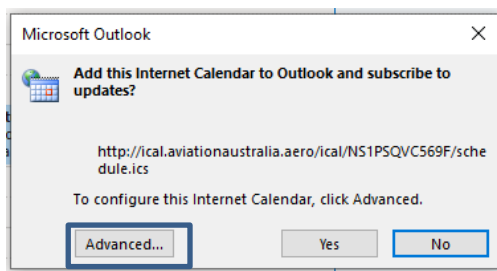 Microsoft Outlook
Add this Internet Calendar to Outlook and subscribe to
updates?
http://ical.aviationaustralia.aero/ical/NS1PSQVC569F/sche
dule.ics
To configure this Internet Calendar, click Advanced.
Advanced... Yes No